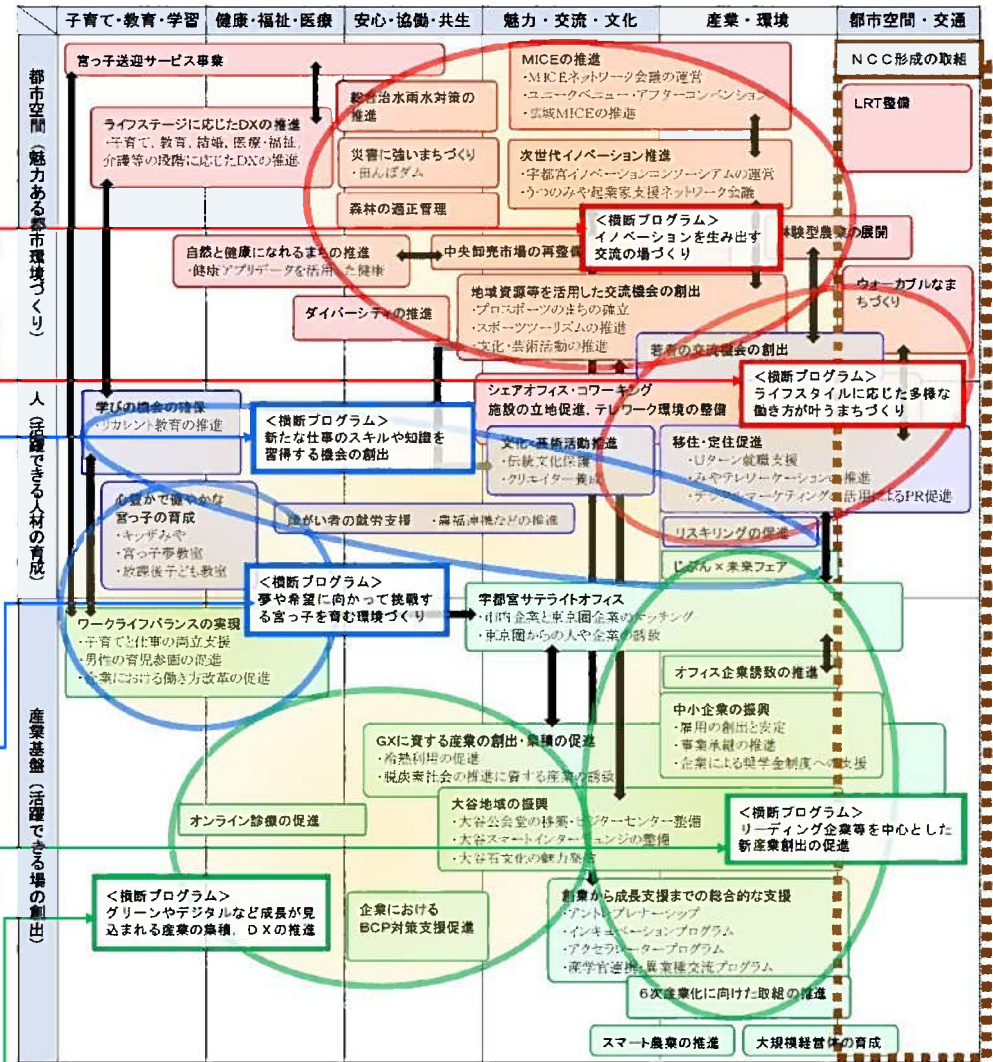 子育て・教育・学習
健康・福祉・医療
安心・協働・共生
魅力・交流・文化
産業・環境
都市空間・交通
都市空間（魅力ある都市環境づくり）
宮っ子送迎サービス事業
ライフステージに応じたDXの推進
・子育て，教育，結婚，医療・福祉，
介護等の段階に応じたDXの推進
総合治水雨水対策の
推進
災害に強いまちづくり
・田んぼダム
森林の適正管理
MICEの推進
・MICEネットワーク会議の運営
・ユニークベニュー・アフターコンベンション
・広域MICEの推進
次世代イノベーション推進
・宇都宮イノベーションコンソーシアムの運営
・うつのみや起業家支援ネットワーク会議
ＮＣＣ形成の取組
LRT整備
＜横断プログラム＞
イノベーションを生み出す
交流の場づくり
験型農業の展開
自然と健康になれるまちの推進
・健康アプリデータを活用した健康
中央卸売市場の再整備
ダイバーシティの推進
地域資源等を活用した交流機会の創出
・プロスポーツのまちの確立
・スポーツツーリズムの推進
・文化・芸術活動の推進
ウォーカブルなま
ちづくり
若者の交流機会の創出
人（活躍できる人材の育成）
＜横断プログラム＞
ライフスタイルに応じた多様な
働き方が叶うまちづくり
シェアオフィス・コワーキング
施設の立地促進，テレワーク環境の整備
学びの機会の確保
・リカレント教育の推進
＜横断プログラム＞
新たな仕事のスキルや知識を
習得する機会の創出
文化・芸術活動推進
・伝統文化保護
・クリエイター養成
移住・定住促進
・Uターン就職支援
・みやテレワーケーションの推進
・デジタルマーケティングの活用によるPR促進
心豊かで健やかな
宮っ子の育成
・キッザみや
・宮っ子夢教室
・放課後子ども教室
障がい者の就労支援　・農福連携などの推進
リスキリングの促進
じぶん×未来フェア
＜横断プログラム＞
夢や希望に向かって挑戦す
る宮っ子を育む環境づくり
産業基盤（活躍できる場の創出）
ワークライフバランスの実現
・子育てと仕事の両立支援
・男性の育児参画の促進
・企業における働き方改革の促進
宇都宮サテライトオフィス
・市内企業と東京圏企業のマッチング
・東京圏からの人や企業の誘致
オフィス企業誘致の推進
中小企業の振興
・雇用の創出と安定
・事業承継の推進
・企業による奨学金制度への支援
GXに資する産業の創出・集積の促進
・冷熱利用の促進
・脱炭素社会の推進に資する産業の誘致
オンライン診療の促進
大谷地域の振興
・大谷公会堂の移築・ビジターセンター整備
・大谷スマートインターチェンジの整備
・大谷石文化の魅力発信
＜横断プログラム＞
リーディング企業等を中心とした
新産業創出の促進
＜横断プログラム＞
グリーンやデジタルなど成長が見
込まれる産業の集積，ＤＸの推進
企業における
BCP対策支援促進
創業から成長支援までの総合的な支援
・アントレプレナーシップ
・インキュベーションプログラム
・アクセラレータープログラム
・産学官連携・異業種交流プログラム
６次産業化に向けた取組の推進
スマート農業の推進
大規模経営体の育成